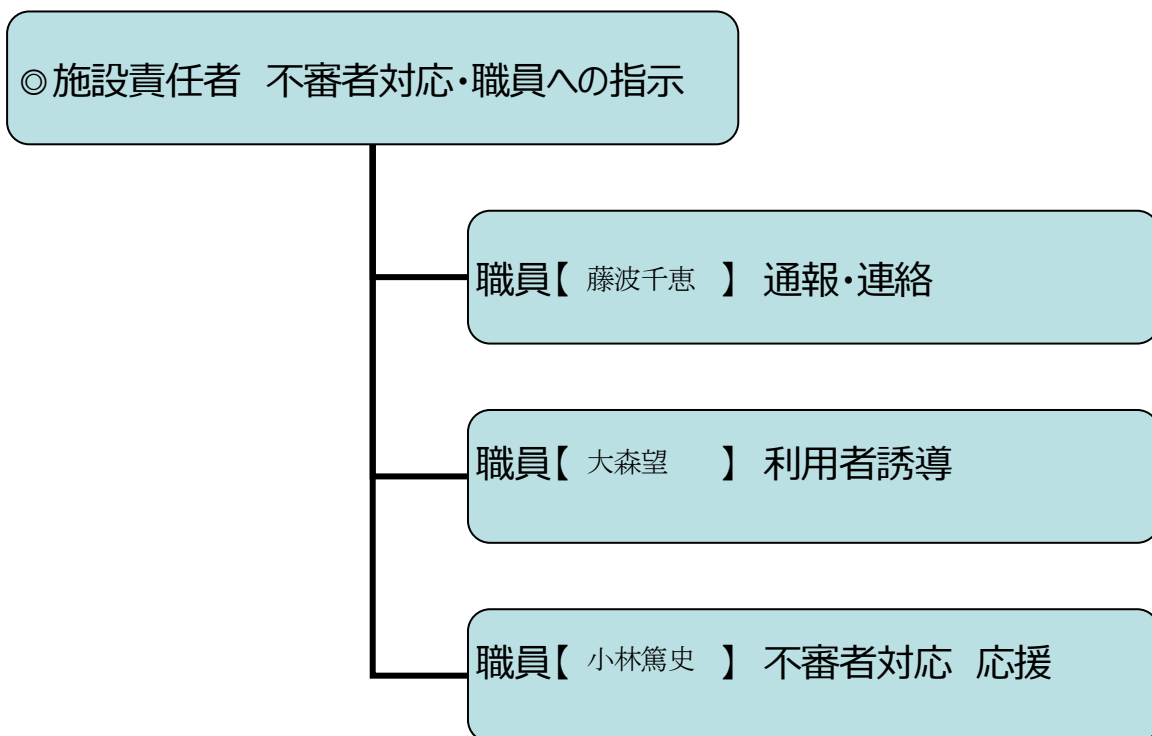 ◎施設責任者　不審者対応・職員への指示
職員【 藤波千恵 】 通報・連絡
職員【 大森望 】 利用者誘導
職員【 小林篤史 】 不審者対応　応援